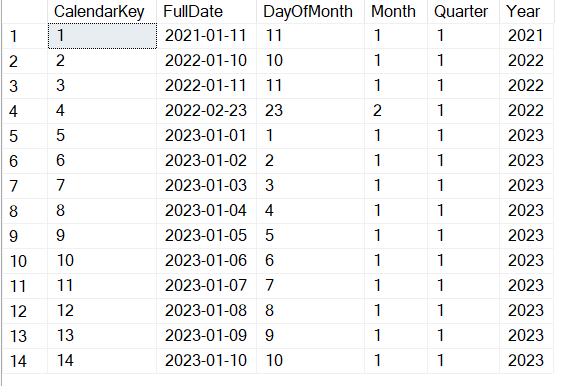 CalendarKey FullDate DayOfMonth Month Quarter Year
1 1 2021-01-11 11 1 1 2021
2 2 2022-01-10 10 1 1 2022
3 3 2022-01-11 11 1 1 2022
4 4 2022-02-23 23 2 1 2022
5 5 2023-01-01 1 1 1 2023
6 6 2023-01-02 2 1 1 2023
7 7 2023-01-03 3 1 1 2023
8 8 2023-01-04 4 1 1 2023
9 9 2023-01-05 5 1 1 2023
10 10 2023-01-06 6 1 1 2023
11 11 2023-01-07 7 1 1 2023
12 12 2023-01-08 8 1 1 2023
13 13 2023-01-09 9 1 1 2023
14 14 2023-01-10 10 1 1 2023